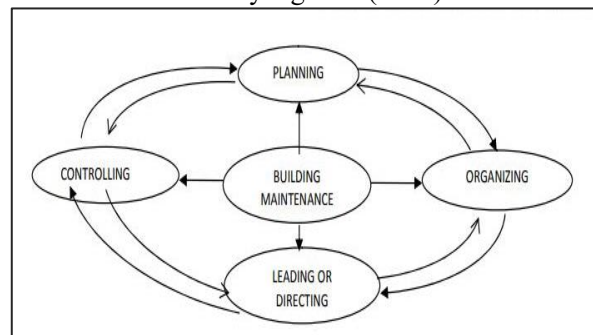 PLANNING
CONTROLLING
BUILDING
MAINTENANCE
ORGANIZING
LEADING OR
DIRECTING